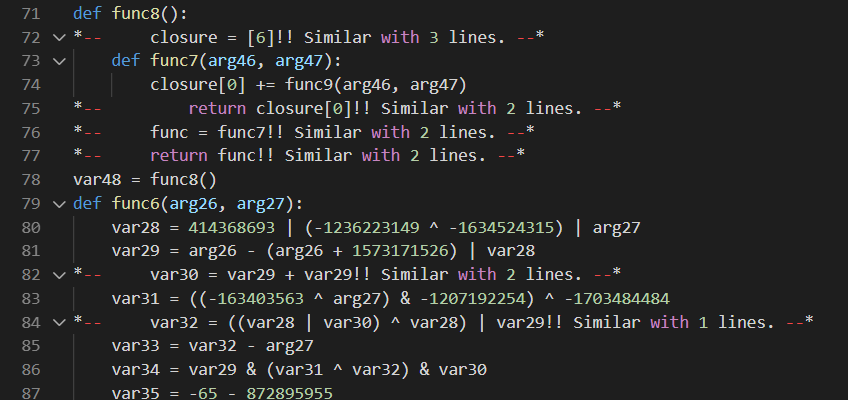 71 def func8():
72 *--     closure = [6]!! Similar with 3 lines. --*
73     def func7(arg46, arg47):
74         closure[0] += func9(arg46, arg47)
75 *--         return closure[0]!! Similar with 2 lines. --*
76 *--     func = func7!! Similar with 2 lines. --*
77 *--     return func!! Similar with 2 lines. --*
78 var48 = func8()
79 def func6(arg26, arg27):
80     var28 = 414368693 | (-1236223149 ^ -1634524315) | arg27
81     var29 = arg26 - (arg26 + 1573171526) | var28
82 *--     var30 = var29 + var29!! Similar with 2 lines. --*
83     var31 = ((-163403563 ^ arg27) & -1207192254) ^ -1703484484
84 *--     var32 = ((var28 | var30) ^ var28) | var29!! Similar with 1 lines. --*
85     var33 = var32 - arg27
86     var34 = var29 & (var31 ^ var32) & var30
87     var35 = -65 - 872895955